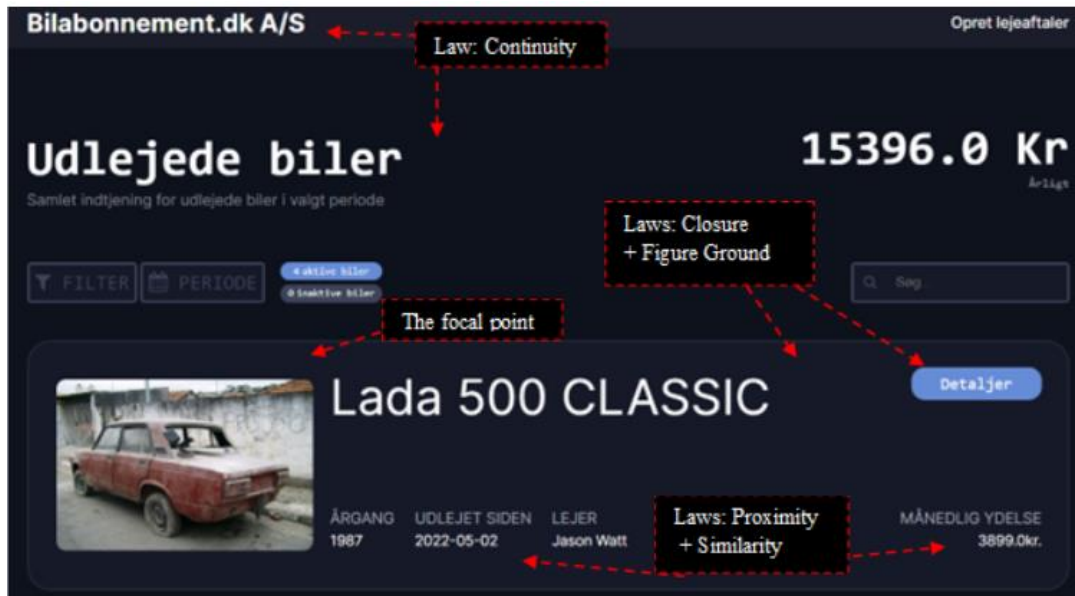 Bilabonnement.dk A/S
Opret lejeaftaler
Law: Continuity
Udlejede biler
15396.0 Kr
Årligt
Samlet indtjening for udlejede biler i valgt periode
Laws: Closure
+ Figure Ground
FILTER
PERIODE
4 aktive biler
0 inaktive biler
Søg..
The focal point
Lada 500 CLASSIC
Detaljer
ÅRGANG UDLEJET SIDEN LEJER
1987 2022-05-02 Jason Watt
Laws: Proximity
+ Similarity
MÅNEDLIG YDELSE
3899.0kr.